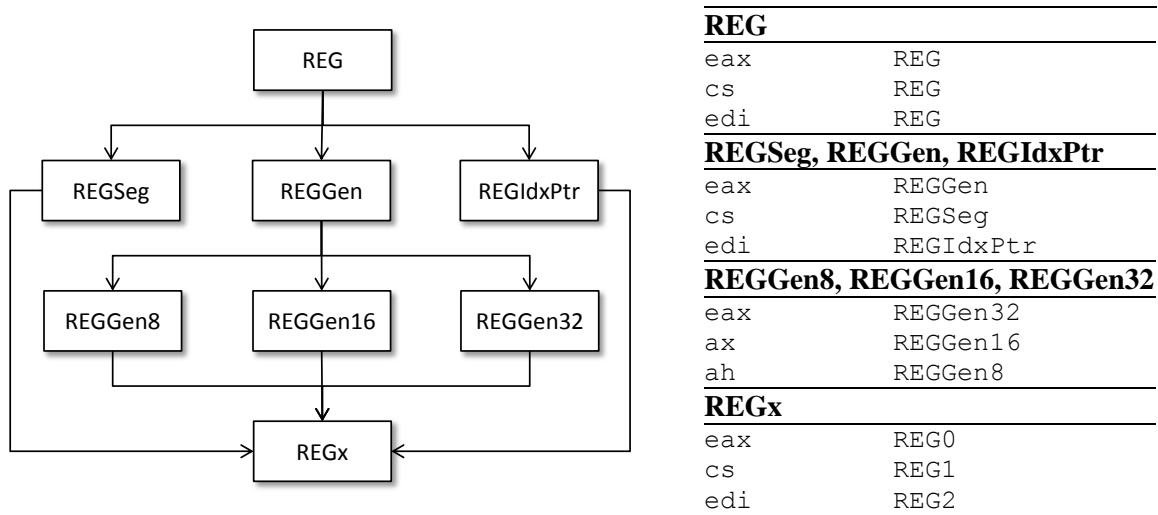 REG
REGSeg REGGen REGIdxPtr
REGGen8 REGGen16 REGGen32
REGx
REG
eax REG
cs REG
edi REG
REGSeg, REGGen, REGIdxPtr
eax REGGen
cs REGSeg
edi REGIdxPtr
REGGen8, REGGen16, REGGen32
eax REGGen32
ax REGGen16
ah REGGen8
REGx
eax REG0
cs REG1
edi REG2